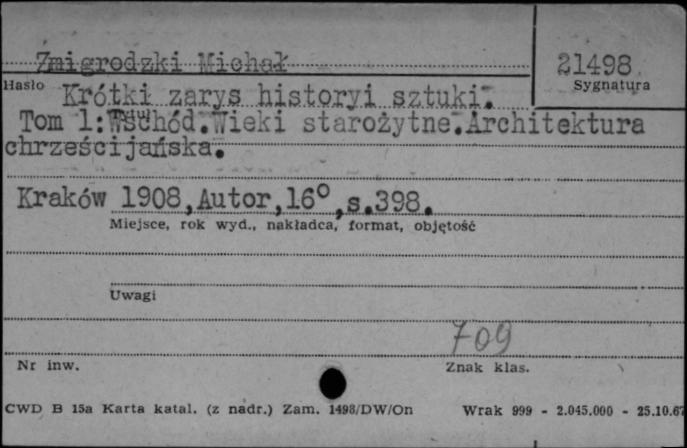 Żmigrodzki Michał
21498
Hasło
Sygnatura
Krótki zarys historyi sztuki.
Tom 1:Wschód.Wieki starożytne.Architektura
chrześcijańska.
Kraków 1908,Autor,16°,s.398.
Miejsce, rok wyd., nakładca, format, objętość
Uwagi
709
Nr inw.
Znak klas.
CWD B 15a Karta katal. (z nadr.) Zam. 1498/DW/On
Wrak 999 - 2.045.000 - 25.10.67